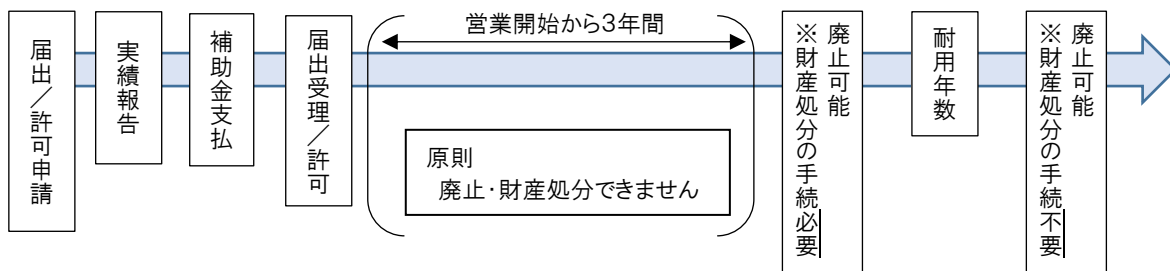 届出／許可申請
実績報告
補助金支払
届出受理／許可
営業開始から3年間
原則
廃止・財産処分できません
廃止可能
※財産処分の手続必要
耐用年数
廃止可能
※財産処分の手続不要